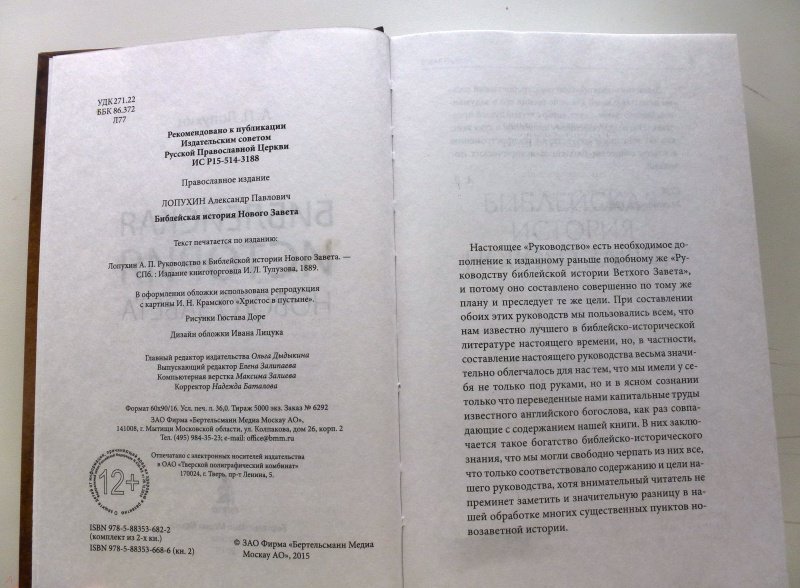 УДК 271.22
ББК 86.372
Л77
Рекомендовано к публикации
Издательским советом
Русской Православной Церкви
ИС Р15-514-3188
Православное издание
ЛОПУХИН Александр Павлович
Библейская история Нового Завета
Текст печатается по изданию:
Лопухин А. П. Руководство к Библейской истории Нового Завета. —
СПб. : Издание книготорговца И. Л. Тузова, 1889.
В оформлении обложки использована репродукция
с картины И. Н. Крамского «Христос в пустыне».
Рисунки Гюстава Доре
Дизайн обложки Ивана Лицука
Главный редактор издательства Ольга Дыдыкина
Выпускающий редактор Елена Залипаева
Компьютерная верстка Максима Залиева
Корректор Надежда Баталова
Формат 60х90/16. Усл. печ. л. 36,0. Тираж 5000 экз. Заказ № 6292
ЗАО Фирма «Бертельсманн Медиа Москау АО»,
141008, г. Мытищи Московской области, ул. Колпакова, дом 26, корп. 2
Тел. (495) 984-35-23; e-mail: office@bmm.ru
Отпечатано с электронных носителей издательства
в ОАО «Тверской полиграфический комбинат»
170024, г. Тверь, пр-т Ленина, 5.
12+
ISBN 978-5-88353-682-2
(комплект из 2-х кн.)
ISBN 978-5-88353-668-6 (кн. 2)
© ЗАО Фирма «Бертельсманн Медиа
Москау АО», 2015
Настоящее «Руководство» есть необходимое до-
полнение к изданному раньше подобному же «Ру-
ководству библейской истории Ветхого Завета»,
и потому оно составлено совершенно по тому же
плану и преследует те же цели. При составлении
обоих этих руководств мы пользовались всем, что
нам известно лучшего в библейско-исторической
литературе настоящего времени, но, в частности,
составление настоящего руководства весьма значи-
тельно облегчалось для нас тем, что мы имели у се-
бя не только под руками, но и в ясном сознании
только что переведенные нами капитальные труды
известного английского богослова, как раз совпа-
дающие с содержанием нашей книги. В них заклю-
чается такое богатство библейско-исторического
знания, что мы могли свободно черпать из них все,
что только соответствовало содержанию и цели на-
шего руководства, хотя внимательный читатель не
преминет заметить и значительную разницу в на-
шей обработке многих существенных пунктов но-
возаветной истории.